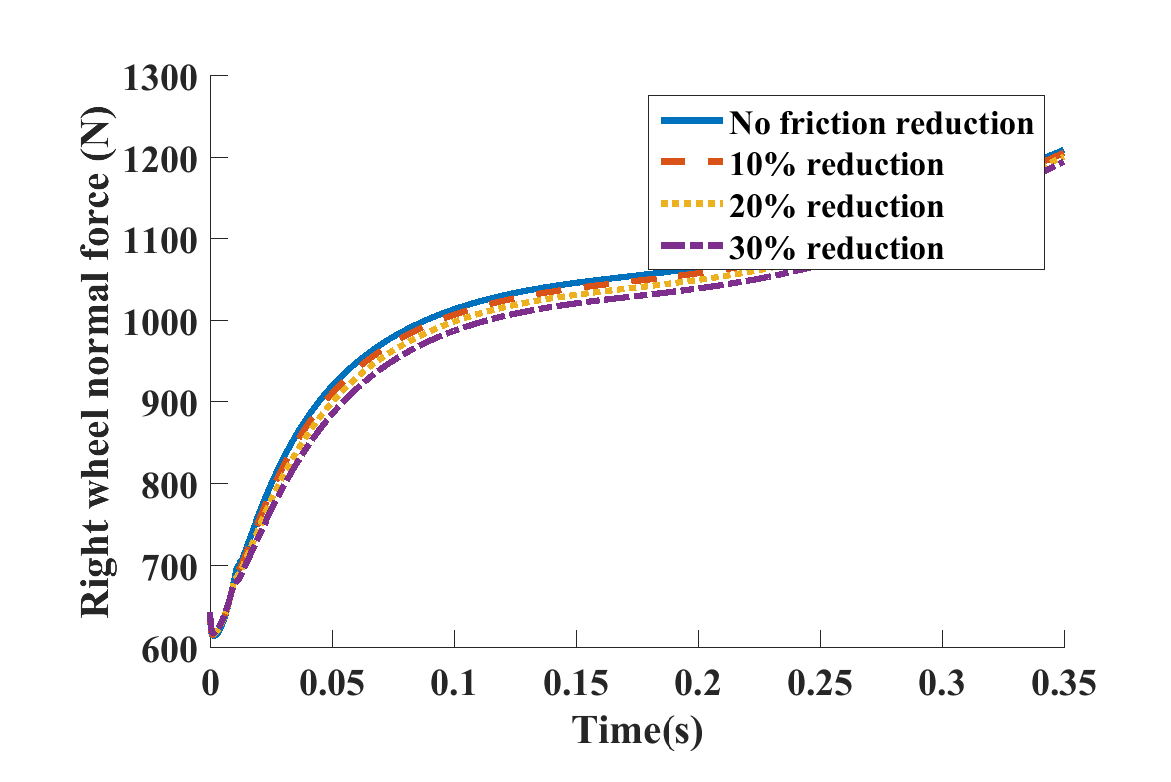 Right wheel normal force (N)
1300
1200
1100
1000
900
800
700
600
No friction reduction
10% reduction
20% reduction
30% reduction
0 0.05 0.1 0.15 0.2 0.25 0.3 0.35
Time(s)